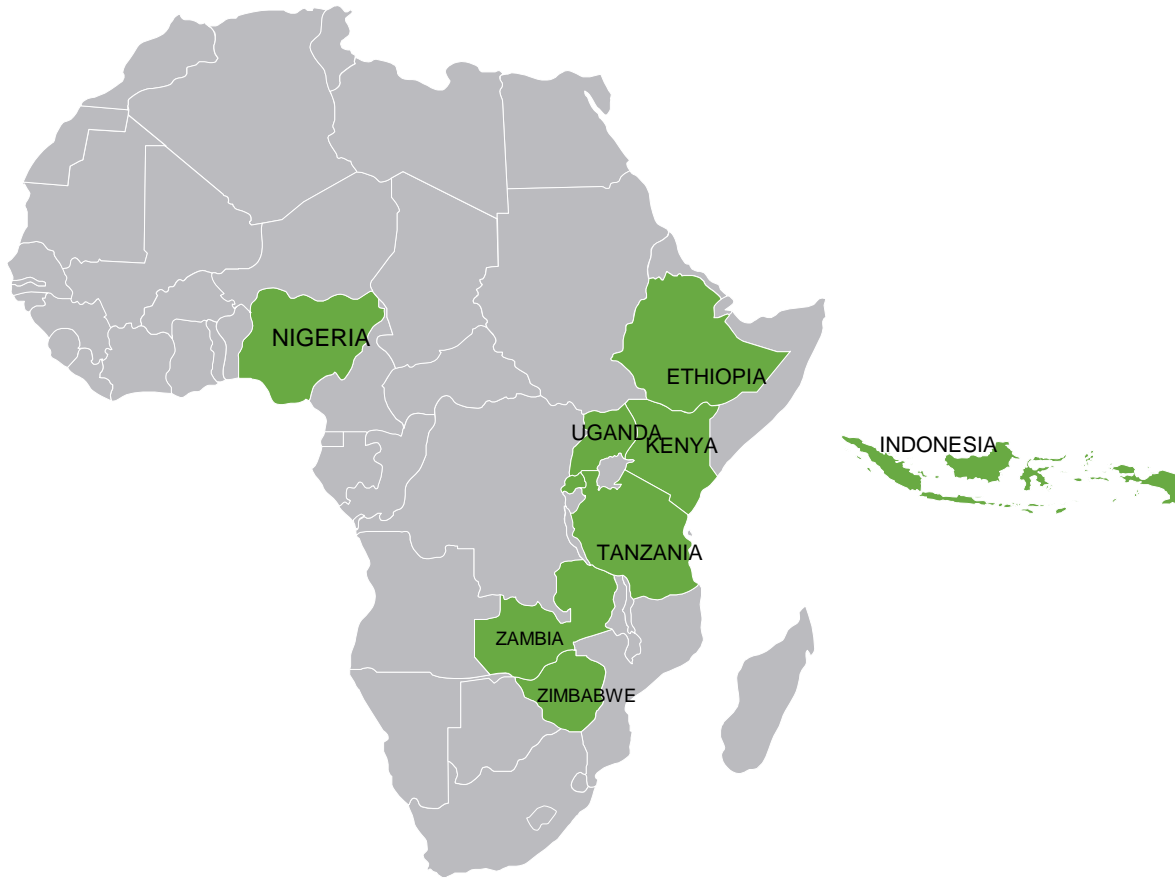 NIGERIA
ETHIOPIA
UGANDA
KENYA
INDONESIA
TANZANIA
ZAMBIA
ZIMBABWE